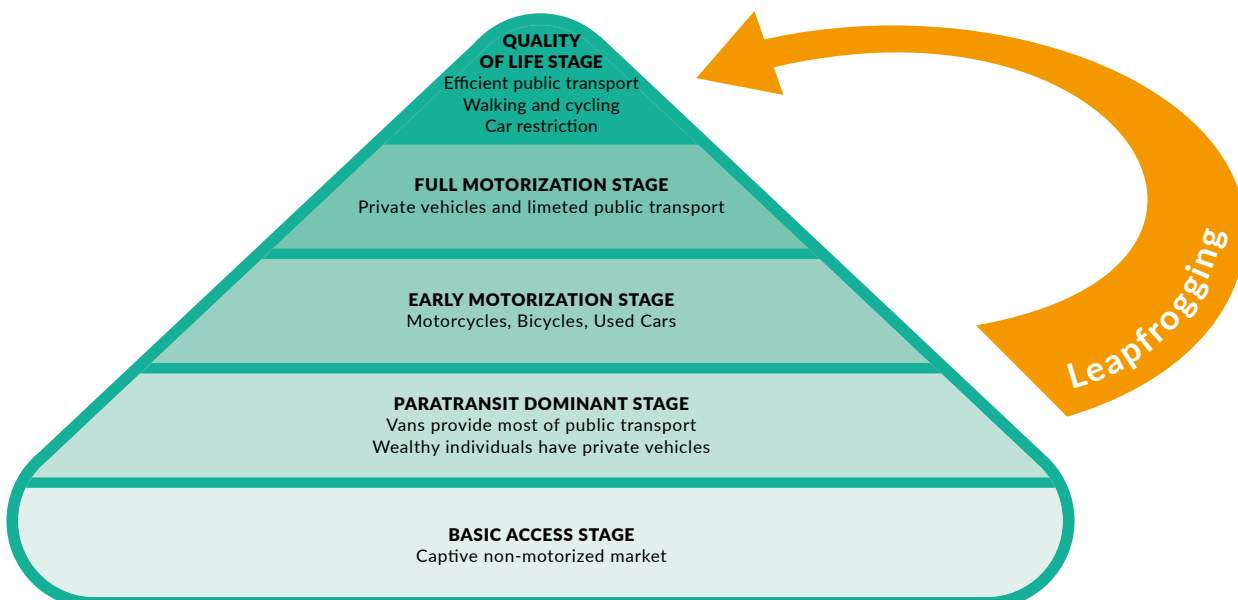 QUALITY
OF LIFE STAGE
Efficient public transport
Walking and cycling
Car restriction
FULL MOTORIZATION STAGE
Private vehicles and limeted public transport
EARLY MOTORIZATION STAGE
Motorcycles, Bicycles, Used Cars
PARATRANSIT DOMINANT STAGE
Vans provide most of public transport
Wealthy individuals have private vehicles
BASIC ACCESS STAGE
Captive non-motorized market
Leapfrogging